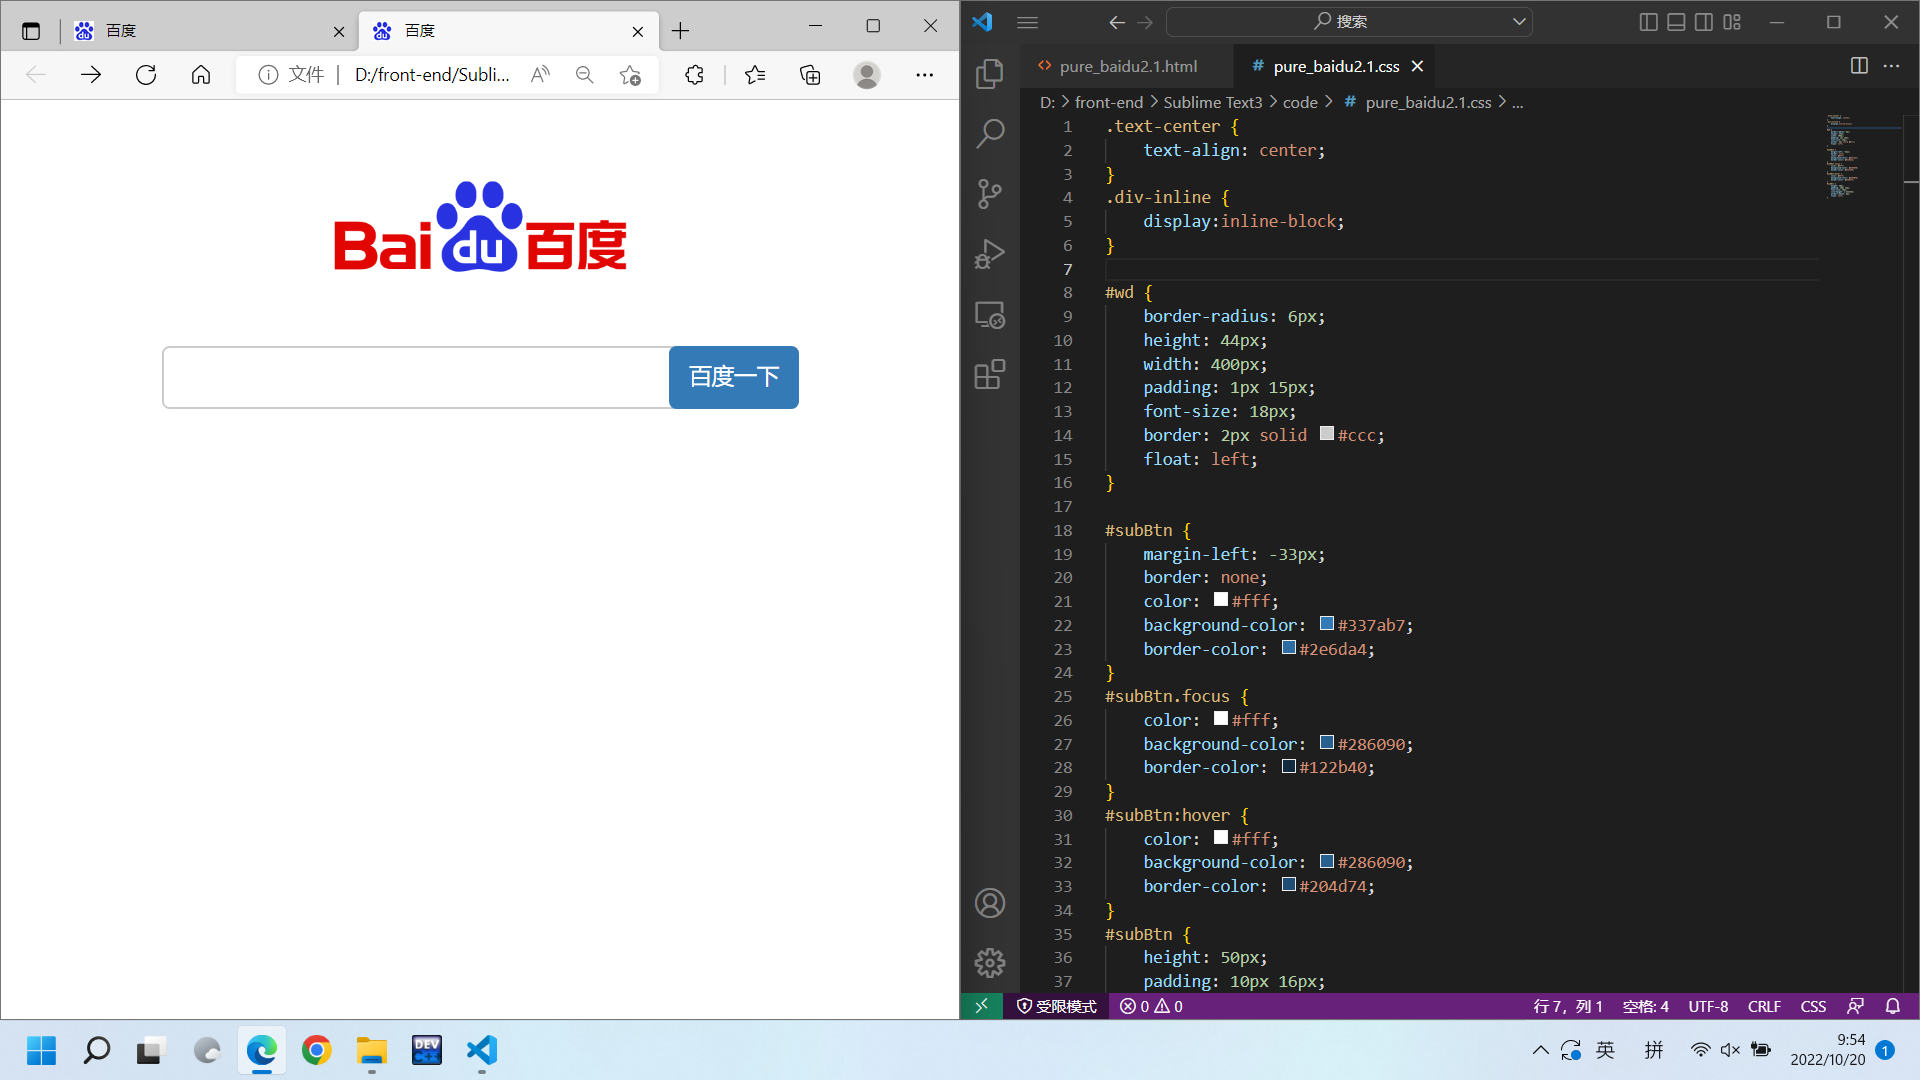 百度
百度
文件 D:/front-end/Subli...
Bai du 百度
百度一下
搜索
pure_baidu2.1.html
# pure_baidu2.1.css
D: > front-end > Sublime Text3 > code > # pure_baidu2.1.css > ...
1 .text-center {
2 text-align: center;
3 }
4 .div-inline {
5 display:inline-block;
6 }
7
8 #wd {
9 border-radius: 6px;
10 height: 44px;
11 width: 400px;
12 padding: 1px 15px;
13 font-size: 18px;
14 border: 2px solid #ccc;
15 float: left;
16 }
17
18 #subBtn {
19 margin-left: -33px;
20 border: none;
21 color: #fff;
22 background-color: #337ab7;
23 border-color: #2e6da4;
24 }
25 #subBtn.focus {
26 color: #fff;
27 background-color: #286090;
28 border-color: #122b40;
29 }
30 #subBtn:hover {
31 color: #fff;
32 background-color: #286090;
33 border-color: #204d74;
34 }
35 #subBtn {
36 height: 50px;
37 padding: 10px 16px;
受限模式 0 0 行 7，列 1 空格: 4 UTF-8 CRLF CSS
DEV C++
英 拼 9:54
2022/10/20 1